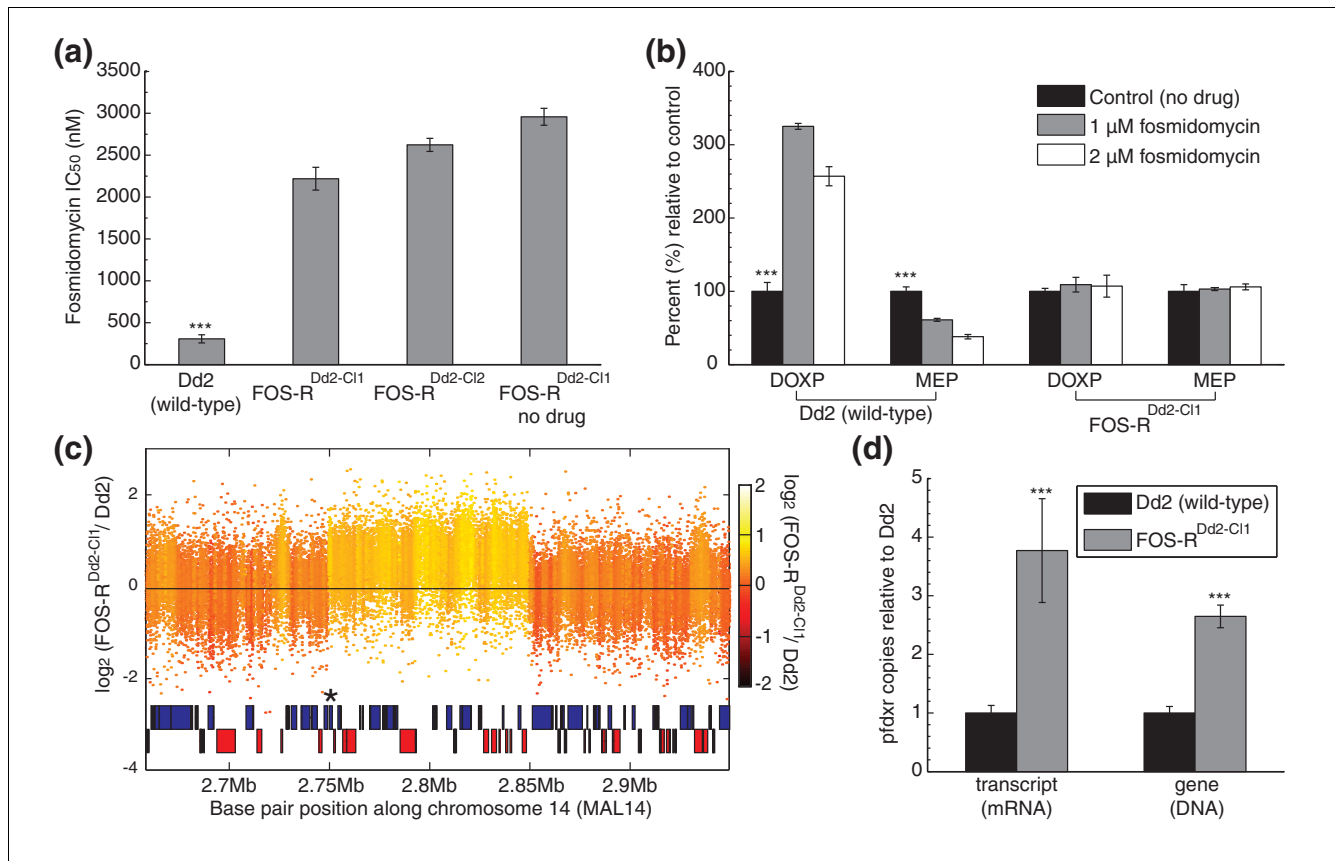 (a)
Fosmidomycin IC50 (nM)
3500
3000
2500
2000
1500
1000
500
0
***
Dd2
(wild-type)
FOS-R Dd2-Cl1
FOS-R Dd2-Cl2
FOS-R Dd2-Cl1
no drug
(b)
Percent (%) relative to control
400
300
200
100
0
Control (no drug)
1 µM fosmidomycin
2 µM fosmidomycin
***
***
DOXP
MEP
DOXP
MEP
Dd2 (wild-type)
FOS-R Dd2-Cl1
(c)
log2 (FOS-R Dd2-Cl1/ Dd2)
2
0
-2
-4
*
2.7Mb
2.75Mb
2.8Mb
2.85Mb
2.9Mb
Base pair position along chromosome 14 (MAL14)
2
1
0
-1
-2
log2 (FOS-R Dd2-Cl1/ Dd2)
(d)
pfdxr copies relative to Dd2
5
4
3
2
1
0
Dd2 (wild-type)
FOS-R Dd2-Cl1
***
***
transcript
(mRNA)
gene
(DNA)